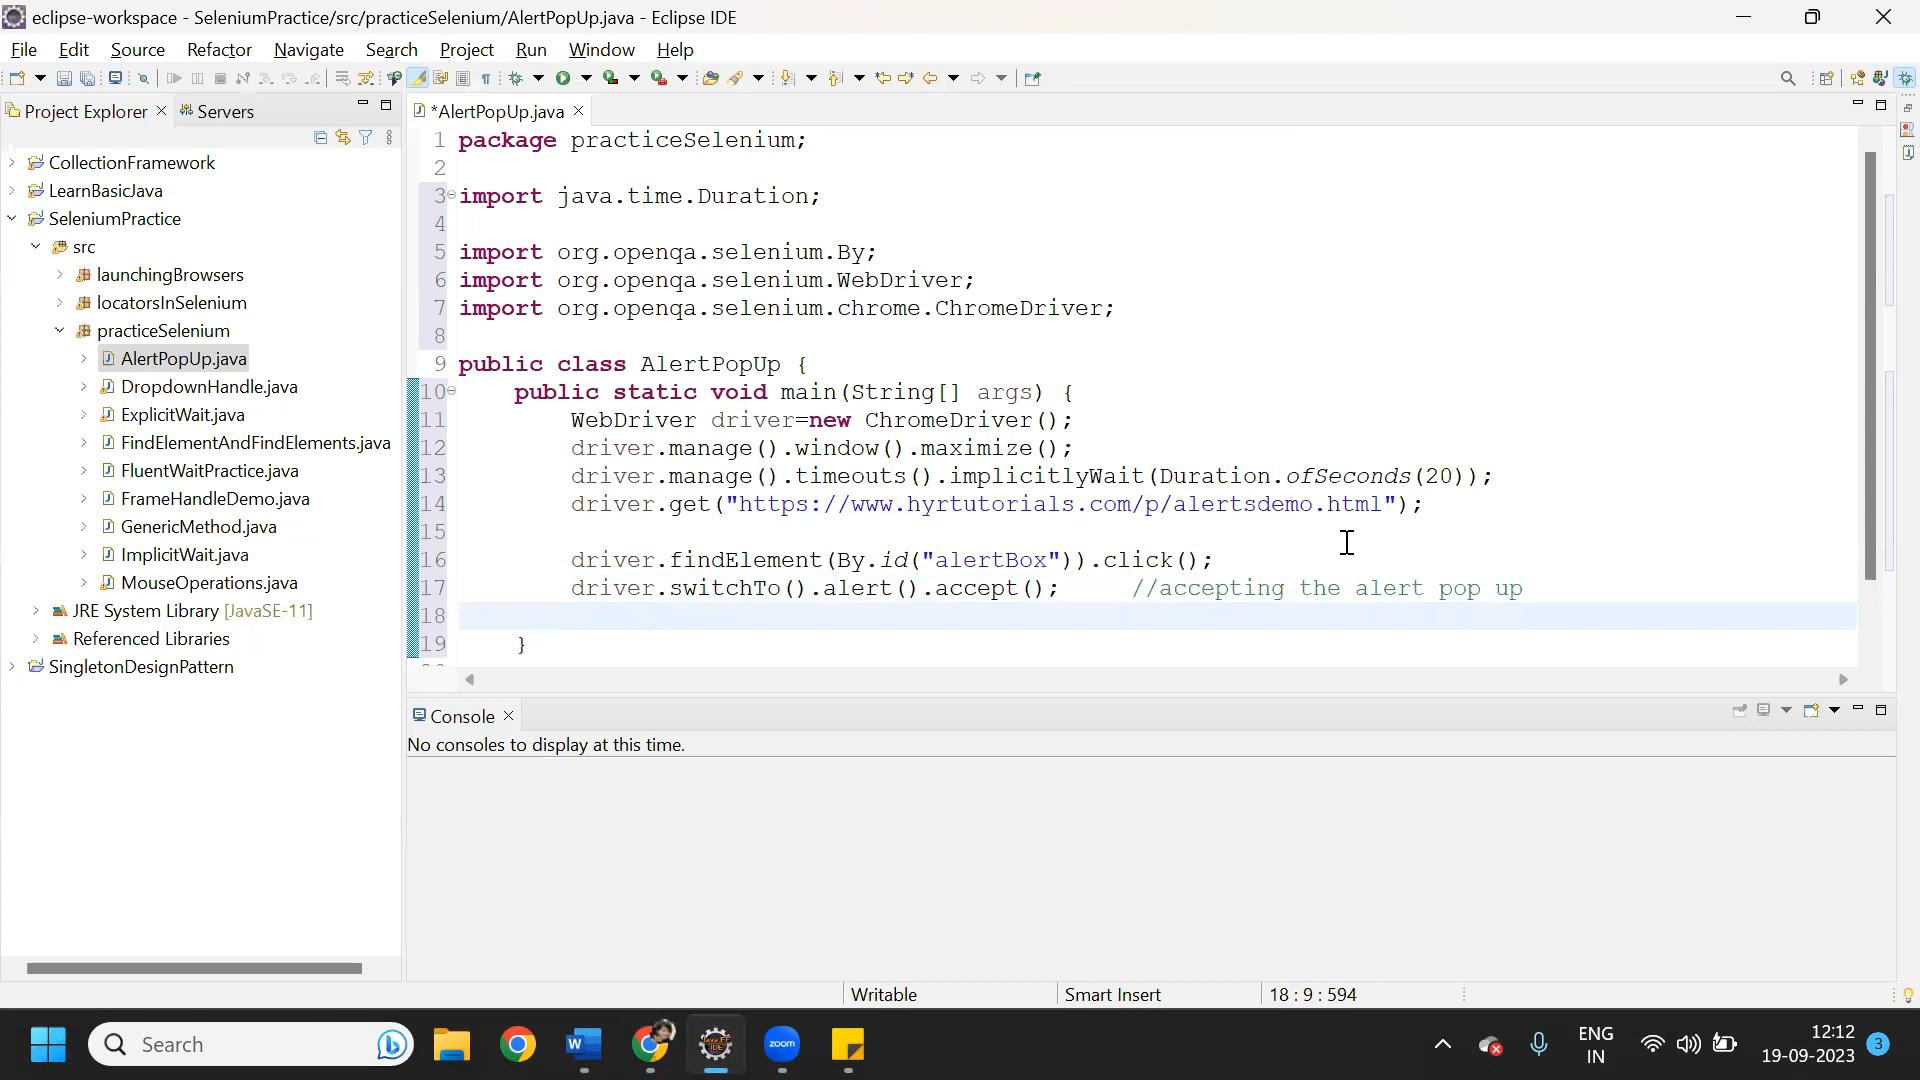 eclipse-workspace - SeleniumPractice/src/practiceSelenium/AlertPopUp.java - Eclipse IDE
File Edit Source Refactor Navigate Search Project Run Window Help
Project Explorer Servers
*AlertPopUp.java
CollectionFramework
LearnBasicJava
SeleniumPractice
src
launchingBrowsers
locatorsInSelenium
practiceSelenium
AlertPopUp.java
DropdownHandle.java
ExplicitWait.java
FindElementAndFindElements.java
FluentWaitPractice.java
FrameHandleDemo.java
GenericMethod.java
ImplicitWait.java
MouseOperations.java
JRE System Library [JavaSE-11]
Referenced Libraries
SingletonDesignPattern
1 package practiceSelenium;
2
3 import java.time.Duration;
4
5 import org.openqa.selenium.By;
6 import org.openqa.selenium.WebDriver;
7 import org.openqa.selenium.chrome.ChromeDriver;
8
9 public class AlertPopUp {
10 public static void main(String[] args) {
11 WebDriver driver=new ChromeDriver();
12 driver.manage().window().maximize();
13 driver.manage().timeouts().implicitlyWait(Duration.ofSeconds(20));
14 driver.get("https://www.hyrtutorials.com/p/alertsdemo.html");
15
16 driver.findElement(By.id("alertBox")).click();
17 driver.switchTo().alert().accept(); //accepting the alert pop up
18
19 }
Console
No consoles to display at this time.
Writable Smart Insert 18 : 9 : 594
Search
zoom
ENG
IN
12:12
19-09-2023
3